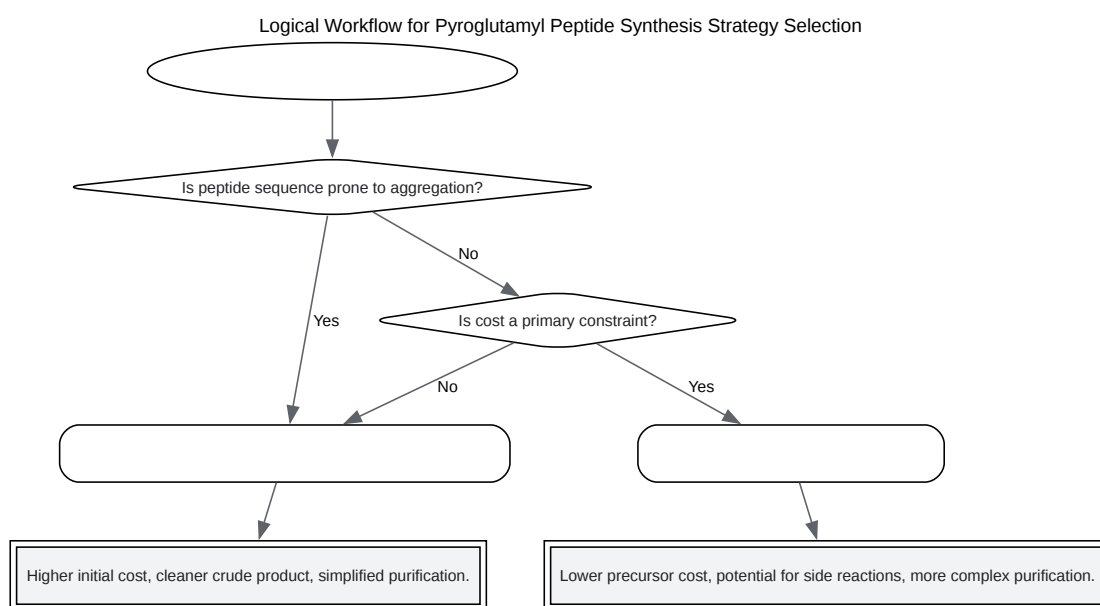 Logical Workflow for Pyroglutamyl Peptide Synthesis Strategy Selection
Is peptide sequence prone to aggregation?
No
Yes
Is cost a primary constraint?
No
Yes
Higher initial cost, cleaner crude product, simplified purification.
Lower precursor cost, potential for side reactions, more complex purification.